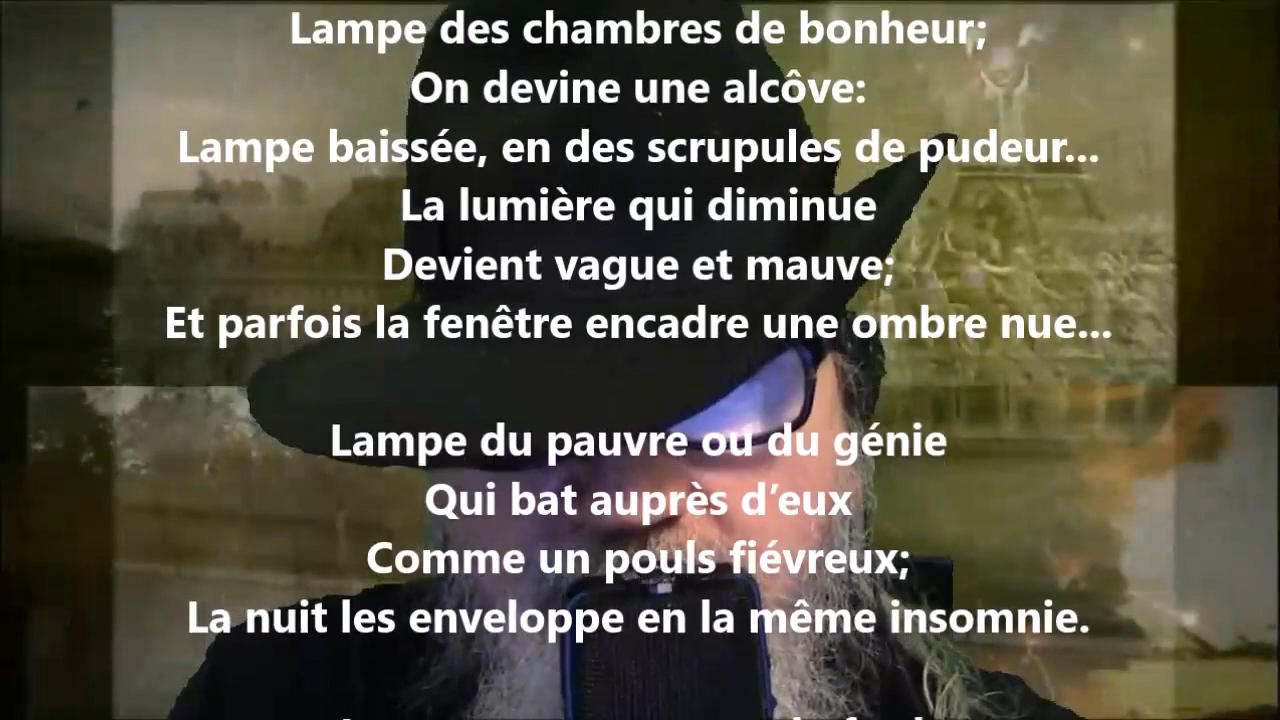 Lampe des chambres de bonheur;
On devine une alcôve:
Lampe baissée, en des scrupules de pudeur...
La lumière qui diminue
Devient vague et mauve;
Et parfois la fenêtre encadre une ombre nue...
Lampe du pauvre ou du génie
Qui bat auprès d’eux
Comme un pouls fiévreux;
La nuit les enveloppe en la même insomnie.